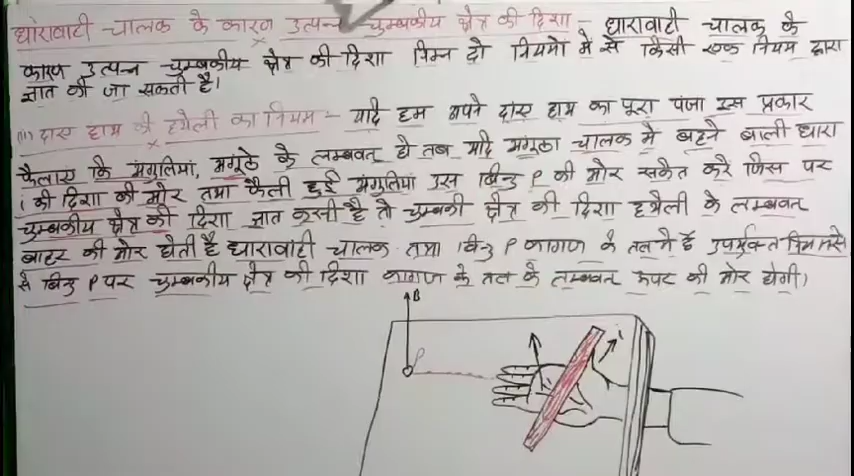 धारावाही चालक के कारण उत्पन्न चुम्बकीय क्षेत्र की दिशा - धारावाही चालक के
कारण उत्पन्न चुम्बकीय क्षेत्र की दिशा निम्न दो नियमों में से किसी एक नियम द्वारा
ज्ञात की जा सकती है।
(i) दाएं हाथ की हथेली का नियम - यदि हम अपने दाएं हाथ का पूरा पंजा इस प्रकार
फैलाएं कि अंगुलियां, अंगूठे के लम्बवत् हो तब यदि अंगूठा चालक में बहने वाली धारा
i की दिशा की ओर तथा फैली हुई अंगुलियां उस बिन्दु P की ओर संकेत करें जिस पर
चुम्बकीय क्षेत्र की दिशा ज्ञात करनी है तो चुम्बकी क्षेत्र की दिशा हथेली के लम्बवत्
बाहर की ओर होती है धारावाही चालक तथा बिन्दु P कागज के तल में है उपर्युक्त नियम
से बिन्दु P पर चुम्बकीय क्षेत्र की दिशा कागज के तल के लम्बवत् ऊपर की ओर होगी।
B
P
i